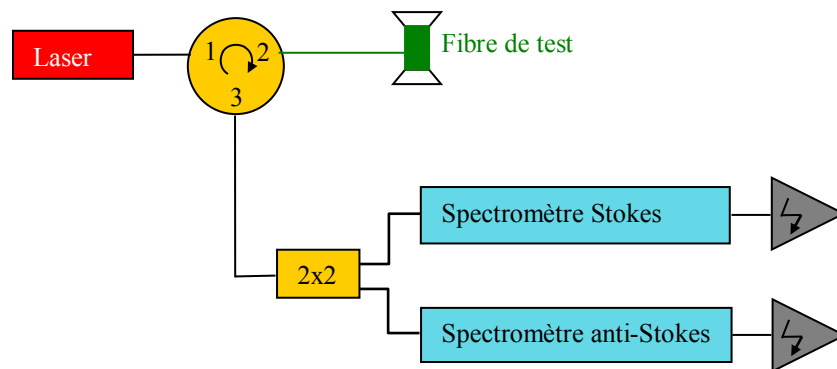 Laser
1
2
3
Fibre de test
Spectromètre Stokes
2x2
Spectromètre anti-Stokes